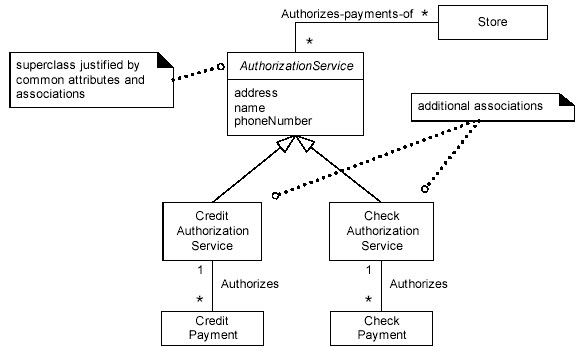 Authorizes-payments-of *
Store
*
superclass justified by
common attributes and
associations
AuthorizationService
address
name
phoneNumber
additional associations
Credit
Authorization
Service
Check
Authorization
Service
1
Authorizes
*
1
Authorizes
*
Credit
Payment
Check
Payment